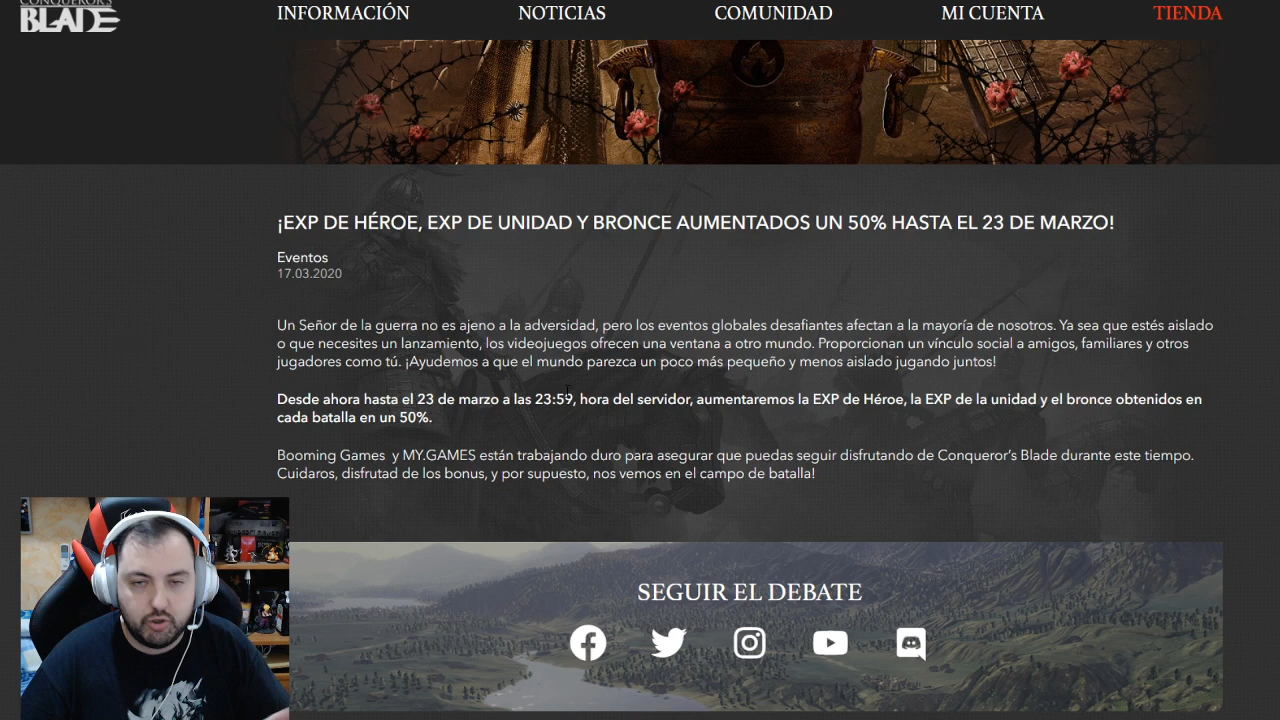 CONQUEROR'S
BLADE
INFORMACIÓN
NOTICIAS
COMUNIDAD
MI CUENTA
TIENDA
¡EXP DE HÉROE, EXP DE UNIDAD Y BRONCE AUMENTADOS UN 50% HASTA EL 23 DE MARZO!
Eventos
17.03.2020
Un Señor de la guerra no es ajeno a la adversidad, pero los eventos globales desafiantes afectan a la mayoría de nosotros. Ya sea que estés aislado
o que necesites un lanzamiento, los videojuegos ofrecen una ventana a otro mundo. Proporcionan un vínculo social a amigos, familiares y otros
jugadores como tú. ¡Ayudemos a que el mundo parezca un poco más pequeño y menos aislado jugando juntos!
Desde ahora hasta el 23 de marzo a las 23:59, hora del servidor, aumentaremos la EXP de Héroe, la EXP de la unidad y el bronce obtenidos en
cada batalla en un 50%.
Booming Games y MY.GAMES están trabajando duro para asegurar que puedas seguir disfrutando de Conqueror's Blade durante este tiempo.
Cuidaros, disfrutad de los bonus, y por supuesto, nos vemos en el campo de batalla!
SEGUIR EL DEBATE